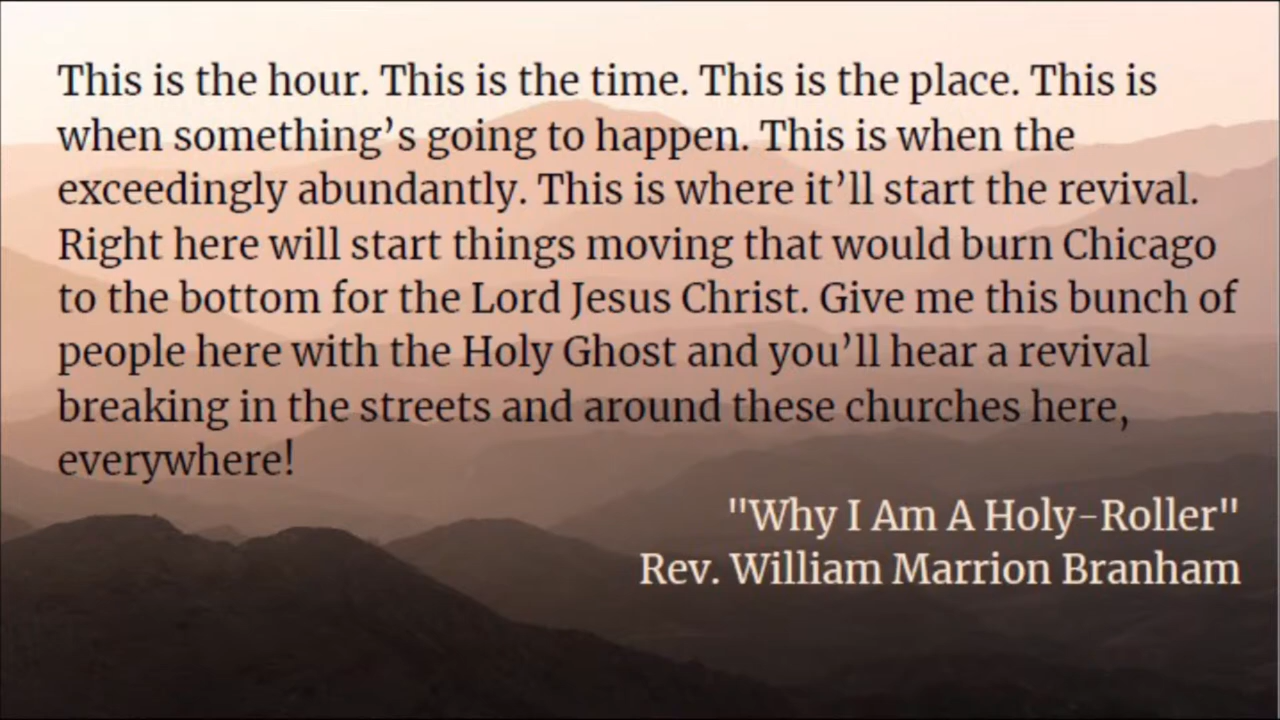 This is the hour. This is the time. This is the place. This is
when something’s going to happen. This is when the
exceedingly abundantly. This is where it’ll start the revival.
Right here will start things moving that would burn Chicago
to the bottom for the Lord Jesus Christ. Give me this bunch of
people here with the Holy Ghost and you’ll hear a revival
breaking in the streets and around these churches here,
everywhere!
"Why I Am A Holy-Roller"
Rev. William Marrion Branham